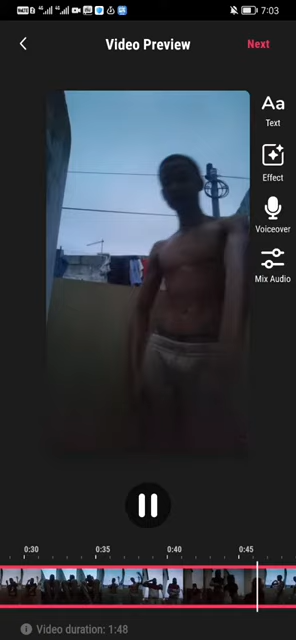 7:03
Video Preview
Next
Aa
Text
Effect
Voiceover
Mix Audio
0:30 0:35 0:40 0:45
Video duration: 1:48